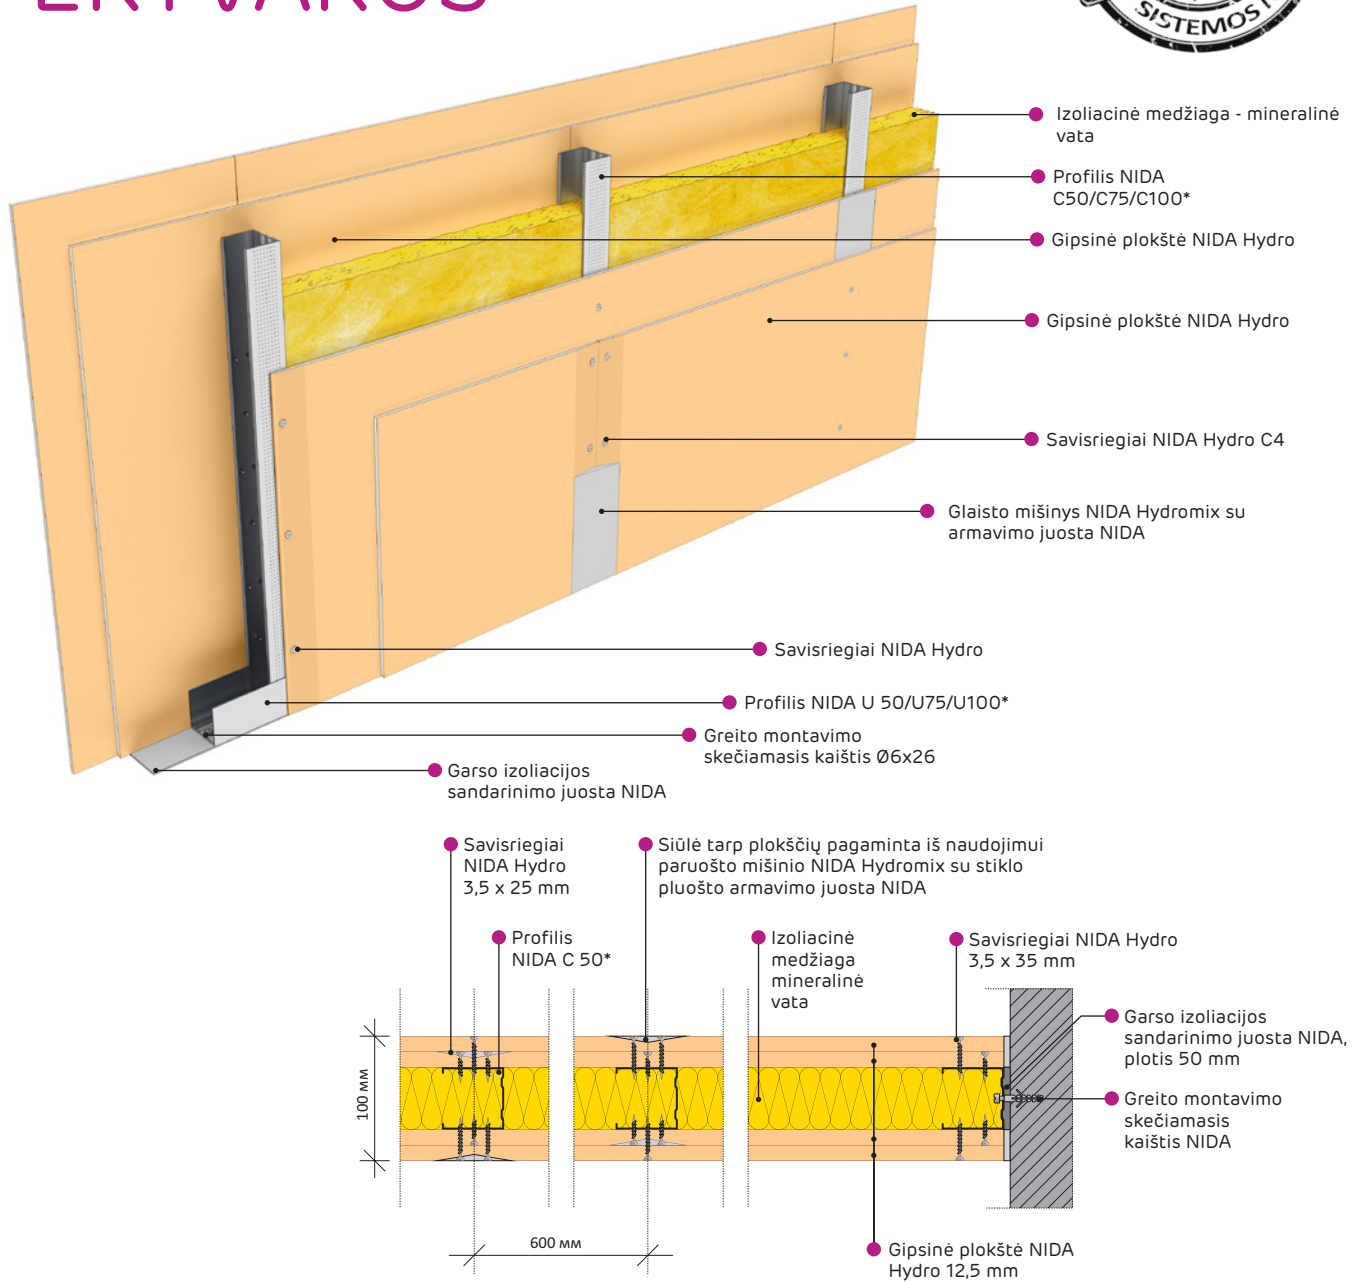 ERTVAROS
SISTEMOS
Izoliacinė medžiaga - mineralinė
vata
Profilis NIDA
C50/C75/C100*
Gipsinė plokštė NIDA Hydro
Gipsinė plokštė NIDA Hydro
Savisriegiai NIDA Hydro C4
Glaisto mišinys NIDA Hydromix su
armavimo juosta NIDA
Savisriegiai NIDA Hydro
Profilis NIDA U 50/U75/U100*
Greito montavimo
skečiamasis kaištis Ø6x26
Garso izoliacijos
sandarinimo juosta NIDA
Savisriegiai
NIDA Hydro
3,5 x 25 mm
Siūlė tarp plokščių pagaminta iš naudojimui
paruošto mišinio NIDA Hydromix su stiklo
pluošto armavimo juosta NIDA
Profilis
NIDA C 50*
Izoliacinė
medžiaga
mineralinė
vata
Savisriegiai NIDA Hydro
3,5 x 35 mm
Garso izoliacijos
sandarinimo juosta NIDA,
plotis 50 mm
Greito montavimo
skečiamasis
kaištis NIDA
100 мм
600 мм
Gipsinė plokštė NIDA
Hydro 12,5 mm